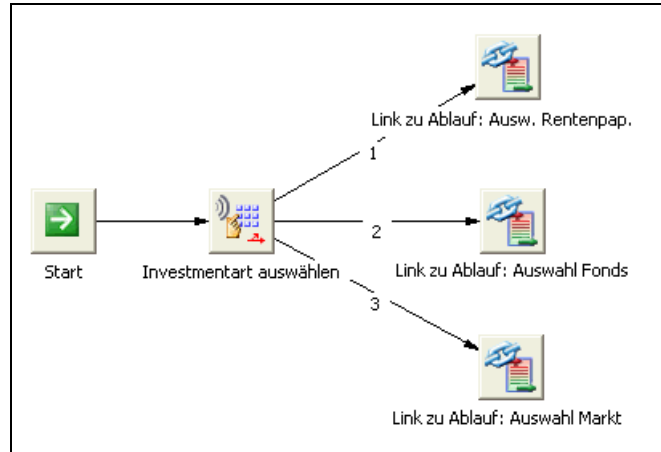 Link zu Ablauf: Ausw. Rentenpap.
1
Start
Investmentart auswählen
2
Link zu Ablauf: Auswahl Fonds
3
Link zu Ablauf: Auswahl Markt